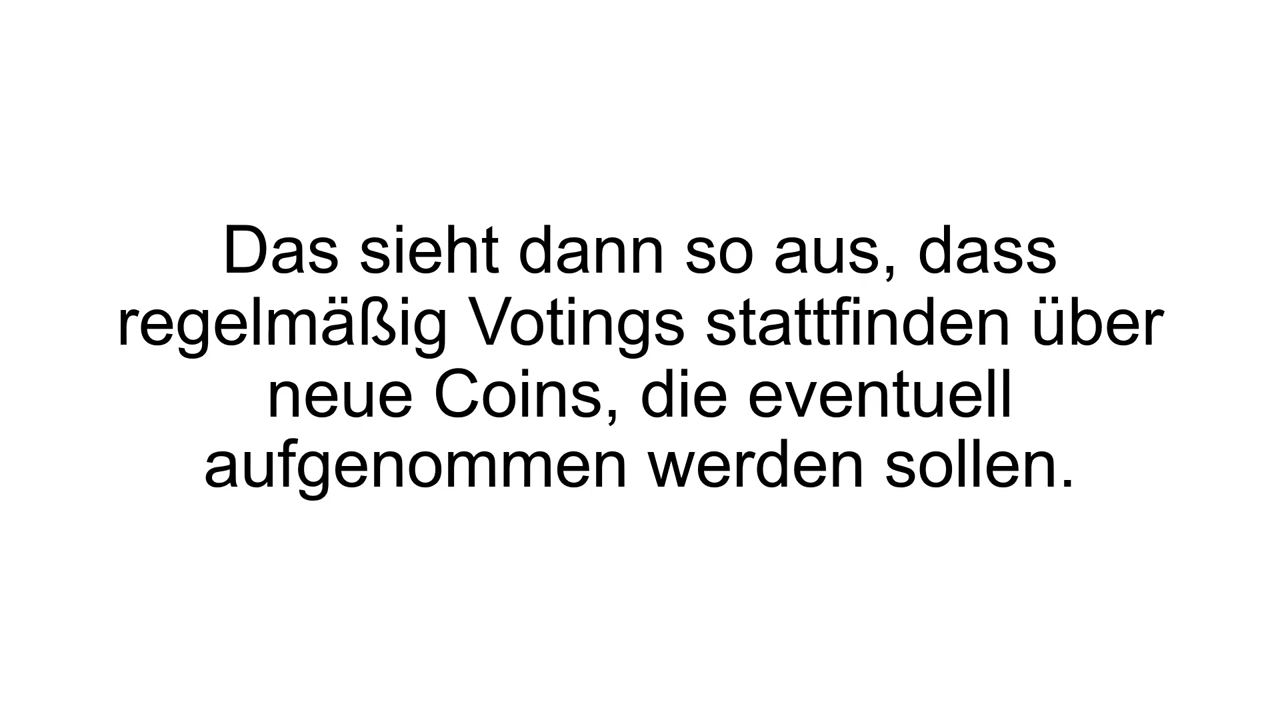 Das sieht dann so aus, dass
regelmäßig Votings stattfinden über
neue Coins, die eventuell
aufgenommen werden sollen.